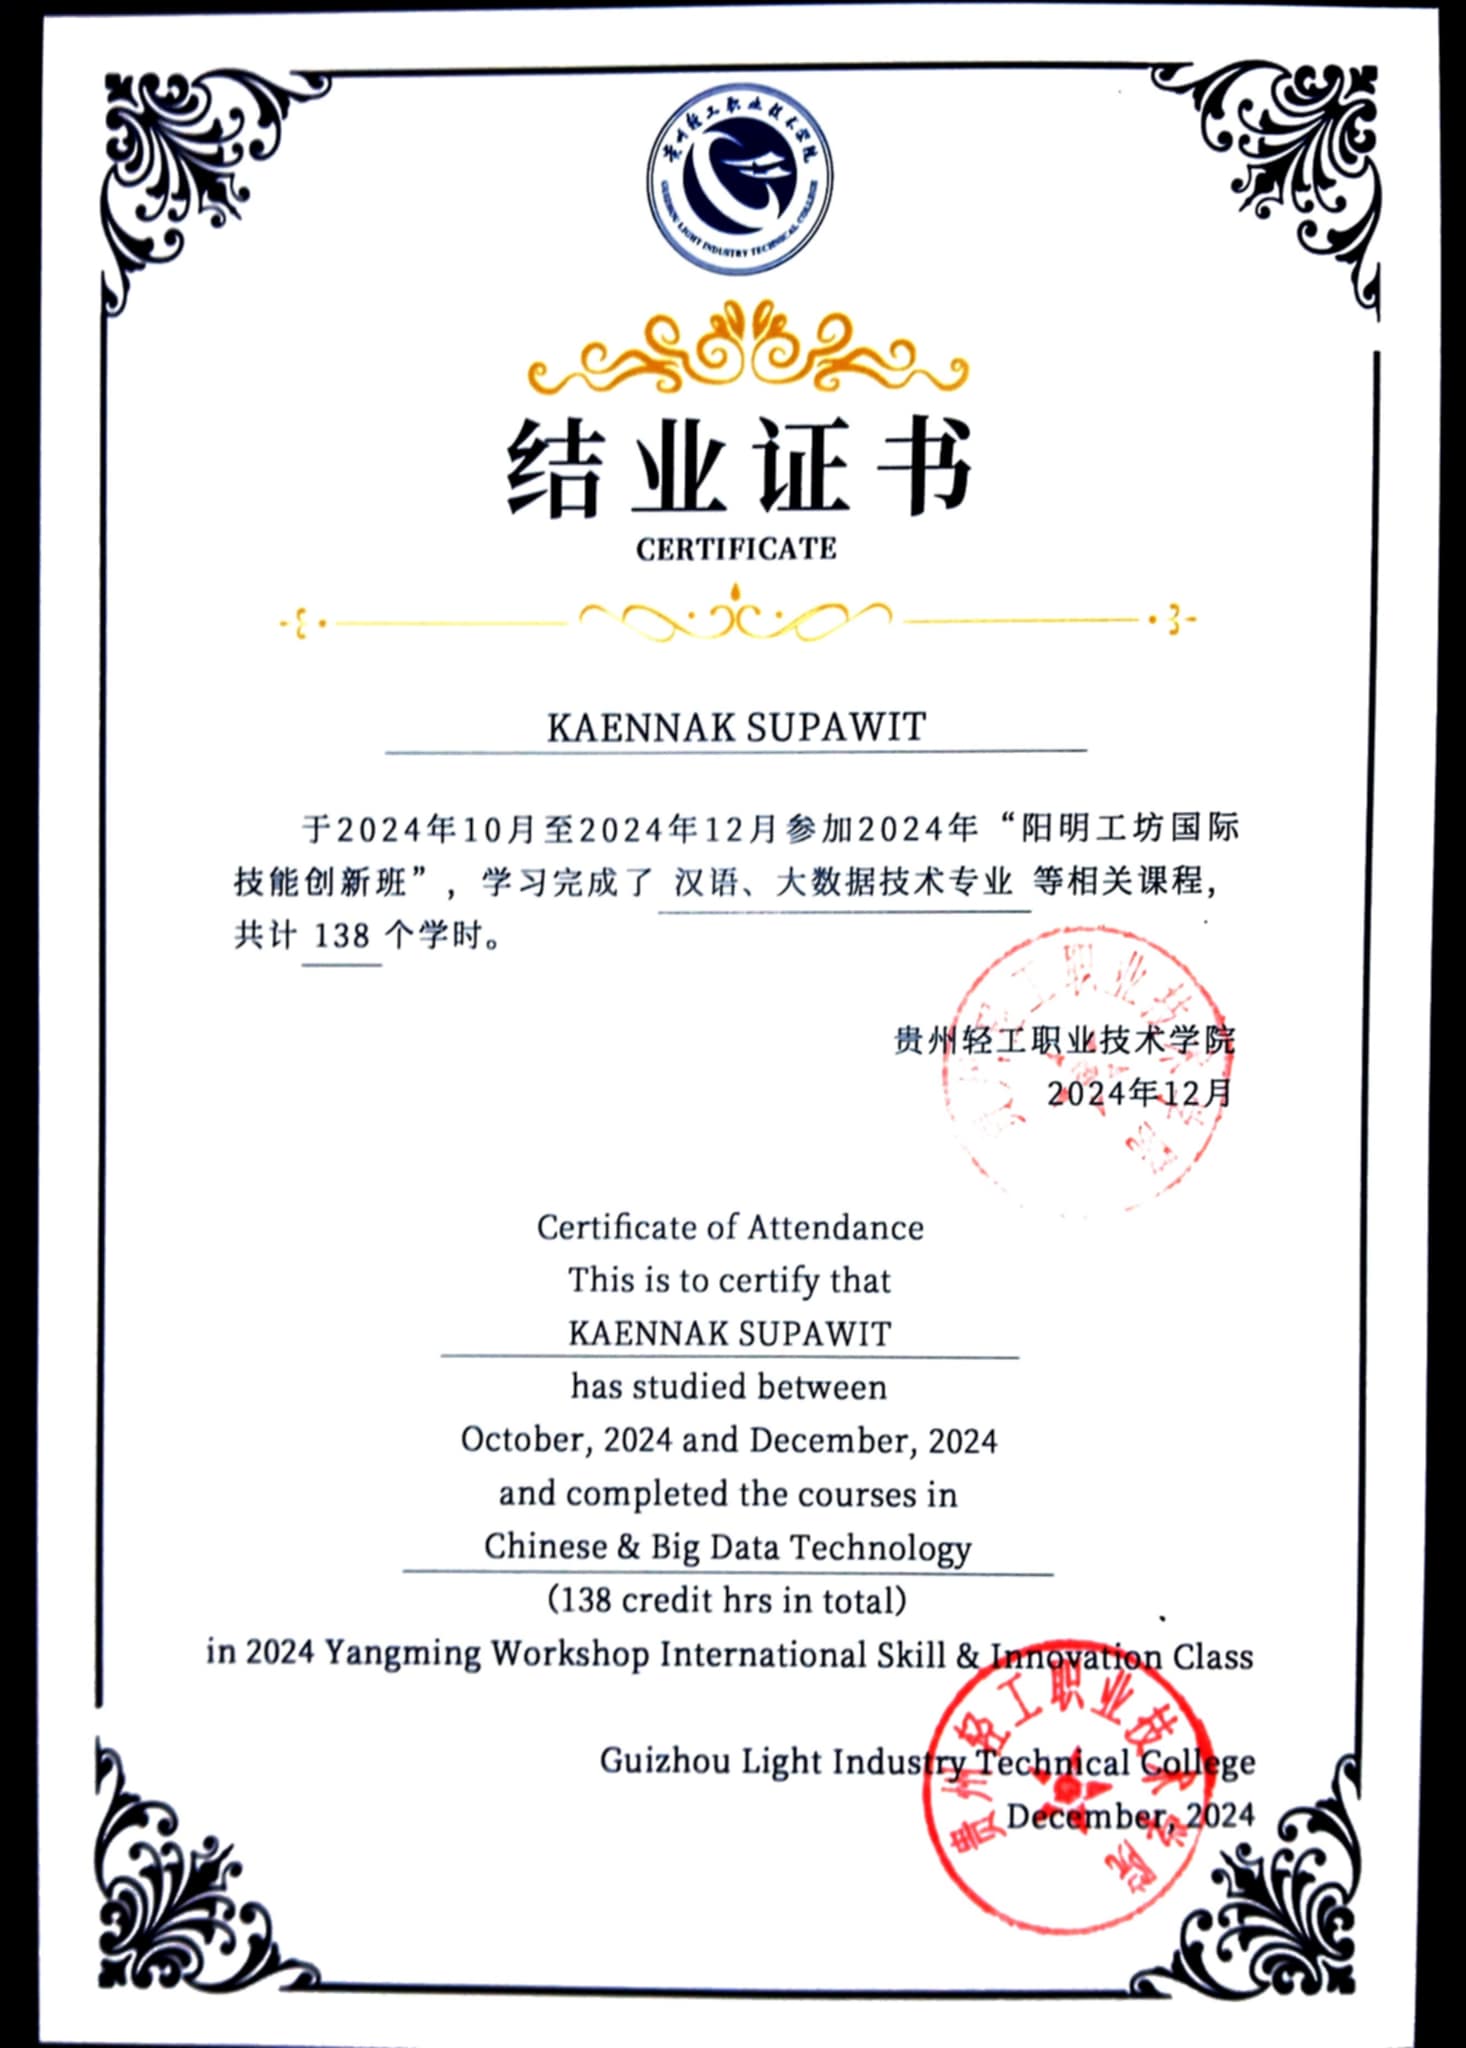 贵州轻工职业技术学院
GUIZHOU LIGHT INDUSTRY TECHNICAL COLLEGE
结业证书
CERTIFICATE
KAENNAK SUPAWIT
于2024年10月至2024年12月参加2024年“阳明工坊国际
技能创新班”，学习完成了 汉语、大数据技术专业 等相关课程，
共计 138 个学时。
贵州轻工职业技术学院
2024年12月
Certificate of Attendance
This is to certify that
KAENNAK SUPAWIT
has studied between
October, 2024 and December, 2024
and completed the courses in
Chinese & Big Data Technology
(138 credit hrs in total)
in 2024 Yangming Workshop International Skill & Innovation Class
Guizhou Light Industry Technical College
December, 2024
贵州轻工职业技术学院